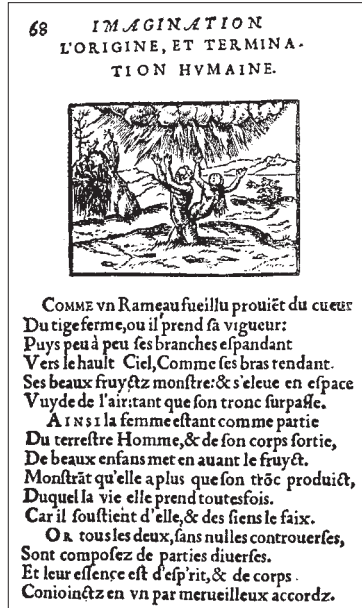 68 IMAGINATION
L'ORIGINE, ET TERMINA-
TION HVMAINE.
COMME vn Rameau fueillu prouiẽt du cueur
Du tige ferme, ou il prend ſa vigueur:
Puys peu à peu ſes branches eſpandant
Vers le hault Ciel, Comme ſes bras tendant.
Ses beaux fruyctz monſtre: & s'eleue en eſpace
Vuyde de l'air: tant que ſon tronc ſurpaſſe.
AINSI la femme eſtant comme partie
Du terreſtre Homme, & de ſon corps ſortie,
De beaux enfans met en auant le fruyct.
Monſtrãt qu'elle a plus que ſon trõc produict,
Duquel la vie elle prend toutesfois.
Car il ſouſtient d'elle, & des ſiens le faix.
OR tous les deux, ſans nulles controuerſes,
Sont compoſez de parties diuerſes.
Et leur eſſence eſt d'eſp'rit, & de corps.
Conioinctz en vn par merueilleux accordz.